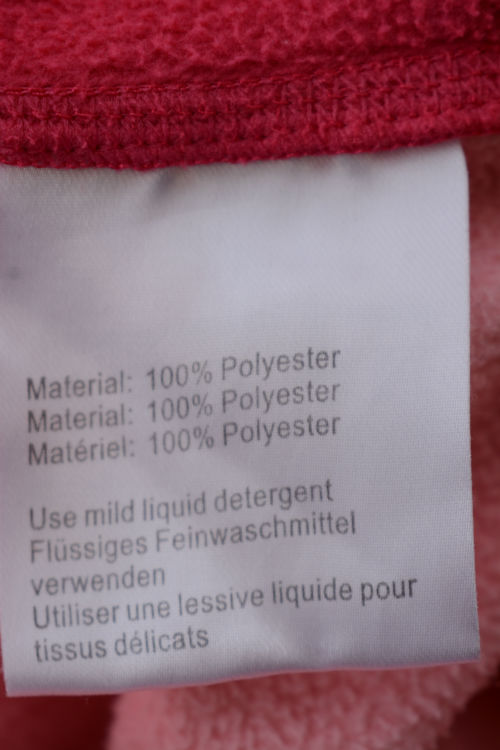 Material: 100% Polyester
Material: 100% Polyester
Matériel: 100% Polyester
Use mild liquid detergent
Flüssiges Feinwaschmittel
verwenden
Utiliser une lessive liquide pour
tissus délicats